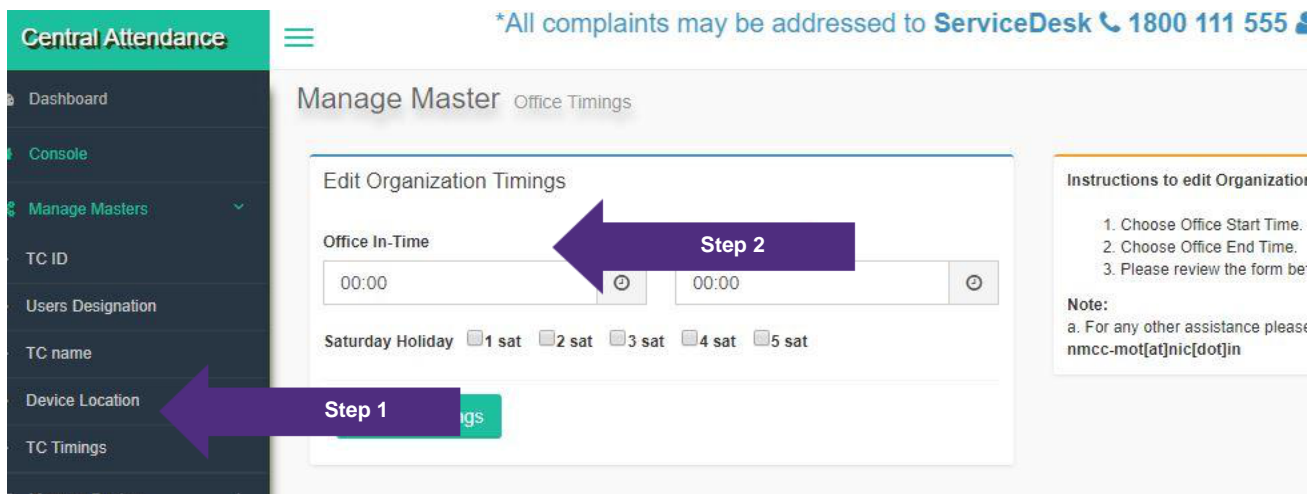 *All complaints may be addressed to ServiceDesk 1800 111 555
Central Attendance
Dashboard
Console
Manage Masters
TC ID
Users Designation
TC name
Device Location
TC Timings
Manage Master Office Timings
Edit Organization Timings
Office In-Time
Step 2
00:00 00:00
Saturday Holiday 1 sat 2 sat 3 sat 4 sat 5 sat
Step 1
Instructions to edit
1. Choose Office Start Time.
2. Choose Office End Time.
3. Please review the form
Note:
a. For any other assistance
nmcc-mot[at]nic[dot]in